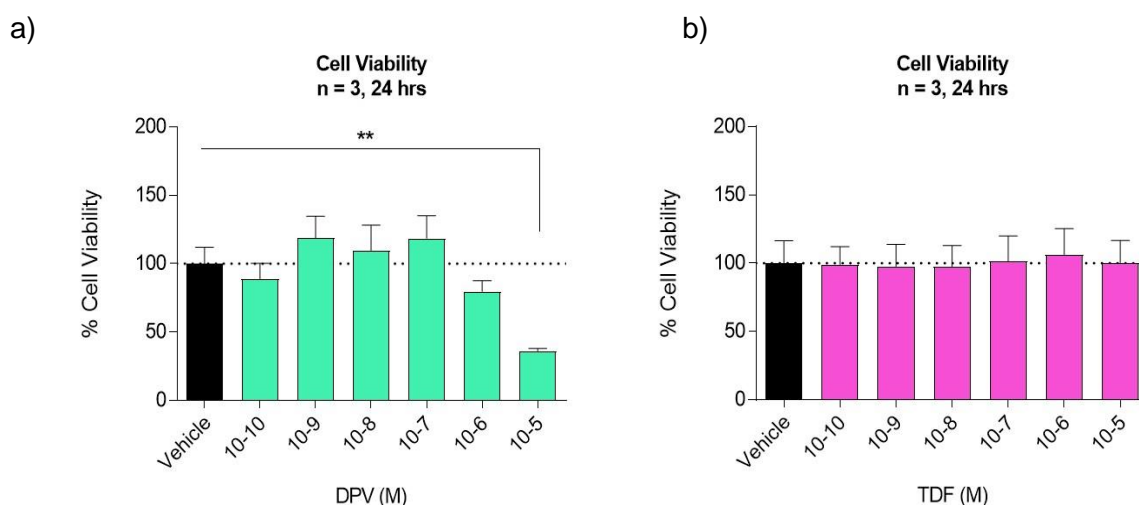 a)
Cell Viability
n = 3, 24 hrs
200
150
100
50
0
% Cell Viability
**
Vehicle
10-10
10-9
10-8
10-7
10-6
10-5
DPV (M)
b)
Cell Viability
n = 3, 24 hrs
200
150
100
50
0
% Cell Viability
Vehicle
10-10
10-9
10-8
10-7
10-6
10-5
TDF (M)